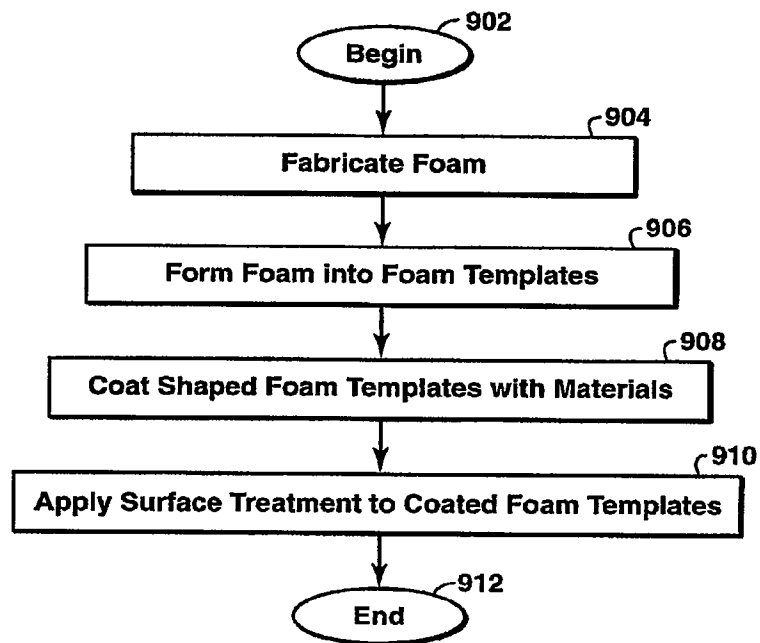 902
Begin
904
Fabricate Foam
906
Form Foam into Foam Templates
908
Coat Shaped Foam Templates with Materials
910
Apply Surface Treatment to Coated Foam Templates
912
End